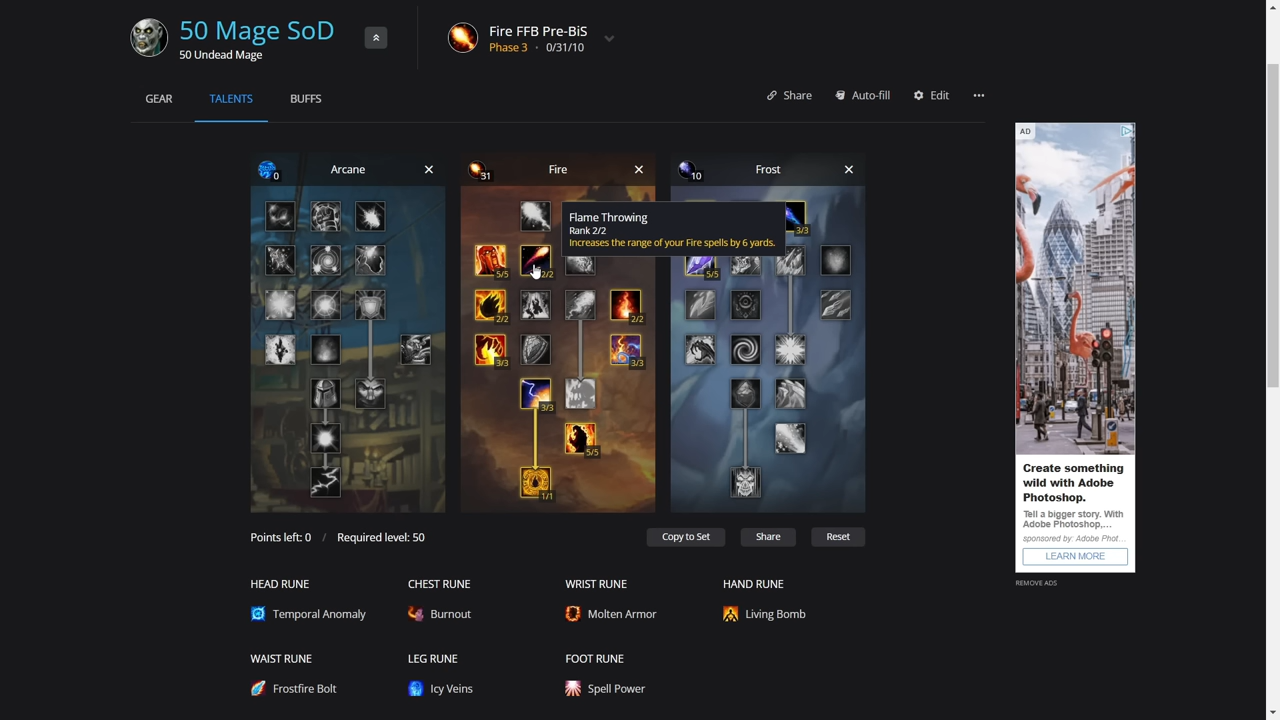 50 Mage SoD
50 Undead Mage
Fire FFB Pre-BiS
Phase 3 • 0/31/10
GEAR
TALENTS
BUFFS
Share
Auto-fill
Edit
0
Arcane
31
Fire
10
Frost
Flame Throwing
Rank 2/2
Increases the range of your Fire spells by 6 yards.
3/3
5/5
2/2
5/5
2/2
2/2
3/3
3/3
3/3
5/5
1/1
Points left: 0 / Required level: 50
Copy to Set
Share
Reset
HEAD RUNE
Temporal Anomaly
CHEST RUNE
Burnout
WRIST RUNE
Molten Armor
HAND RUNE
Living Bomb
WAIST RUNE
Frostfire Bolt
LEG RUNE
Icy Veins
FOOT RUNE
Spell Power
AD
Create something
wild with Adobe
Photoshop.
Tell a bigger story. With
Adobe Photoshop,...
sponsored by: Adobe Phot...
LEARN MORE
REMOVE ADS